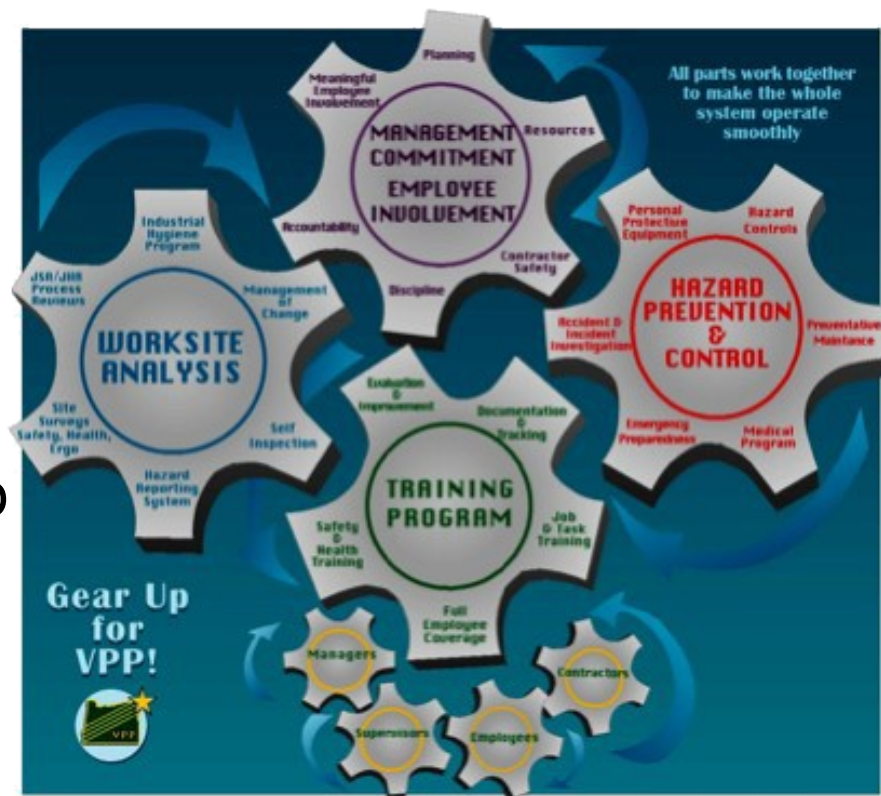 All parts work together
to make the whole
system operate
smoothly
Planning
Meaningful
Employee
Involvement
Resources
MANAGEMENT
COMMITMENT
EMPLOYEE
INVOLVEMENT
Accountability
Contractor
Safety
Discipline
Industrial
Hygiene
Program
JSA/JHA
Process
Reviews
Management
of
Change
WORKSITE
ANALYSIS
Site
Surveys
Safety, Health,
Ergo
Self
Inspection
Hazard
Reporting
System
Personal
Protective
Equipment
Hazard
Controls
HAZARD
PREVENTION
&
CONTROL
Accident &
Incident
Investigation
Preventative
Maintance
Emergency
Preparedness
Medical
Program
Evaluation
&
Improvement
Documentation
&
Tracking
TRAINING
PROGRAM
Safety
&
Health
Training
Job
& Task
Training
Full
Employee
Coverage
Gear Up
for
VPP!
VPP
Managers
Supervisors
Employees
Contractors